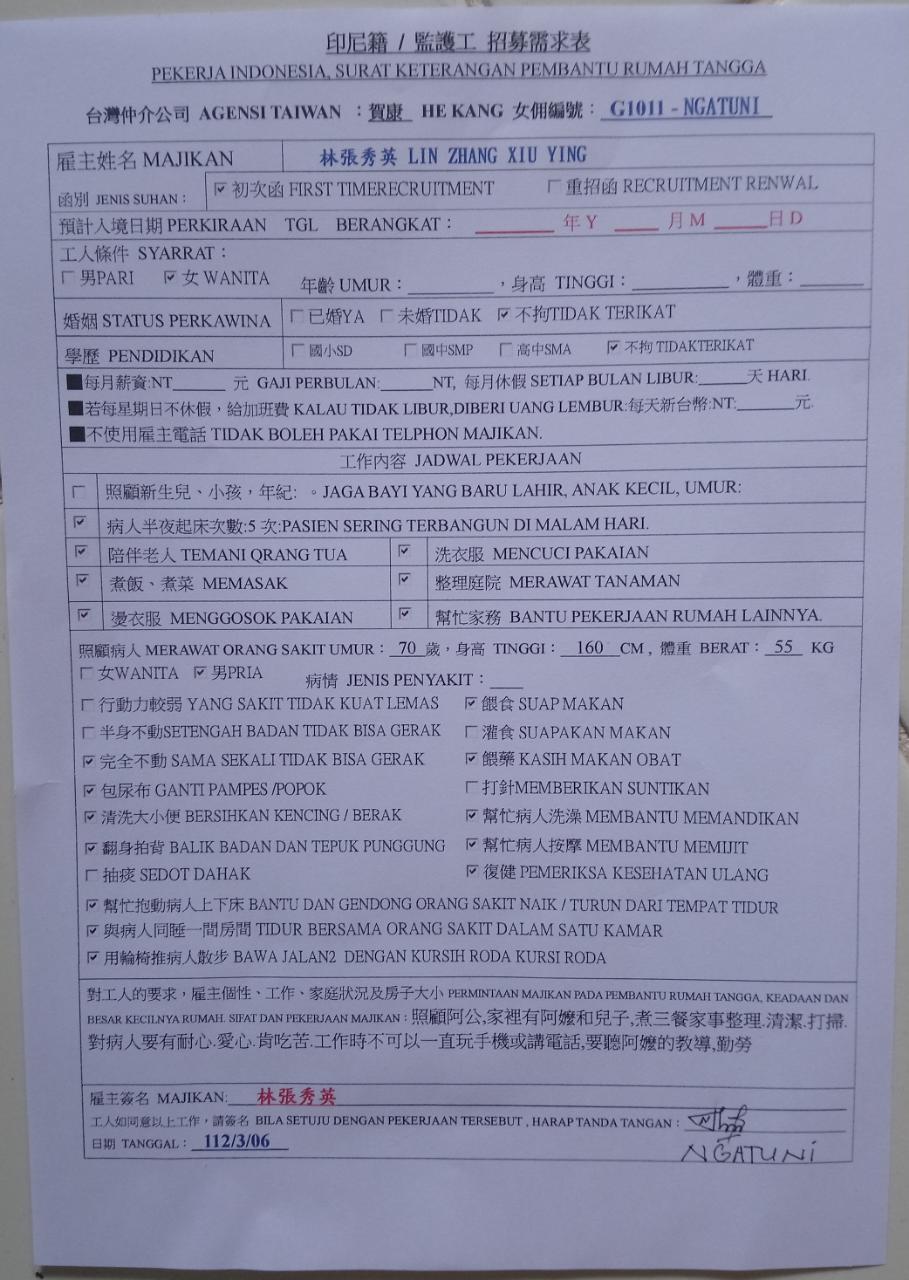 印尼籍 / 監護工 招募需求表
PEKERJA INDONESIA, SURAT KETERANGAN PEMBANTU RUMAH TANGGA
台灣仲介公司 AGENSI TAIWAN ：賀康 HE KANG 女佣編號： G1011 - NGATUNI
雇主姓名 MAJIKAN 林張秀英 LIN ZHANG XIU YING
函別 JENIS SUHAN： ☑初次函 FIRST TIMERECRUITMENT ☐重招函 RECRUITMENT RENWAL
預計入境日期 PERKIRAAN TGL BERANGKAT： ______ 年 Y ____ 月 M ____ 日 D
工人條件 SYARRAT：
☐男PARI ☑女 WANITA 年齡 UMUR：________，身高 TINGGI：________，體重：______
婚姻 STATUS PERKAWINA ☐已婚YA ☐未婚TIDAK ☑不拘TIDAK TERIKAT
學歷 PENDIDIKAN ☐國小SD ☐國中SMP ☐高中SMA ☑不拘 TIDAKTERIKAT
■每月薪資:NT______ 元 GAJI PERBULAN:______NT, 每月休假 SETIAP BULAN LIBUR:______天 HARI.
■若每星期日不休假，給加班費 KALAU TIDAK LIBUR,DIBERI UANG LEMBUR:每天新台幣:NT:______元.
■不使用雇主電話 TIDAK BOLEH PAKAI TELPHON MAJIKAN.
工作內容 JADWAL PEKERJAAN
☐ 照顧新生兒、小孩，年紀: 。JAGA BAYI YANG BARU LAHIR, ANAK KECIL, UMUR:
☑ 病人半夜起床次數:5 次:PASIEN SERING TERBANGUN DI MALAM HARI.
☑ 陪伴老人 TEMANI QRANG TUA ☑ 洗衣服 MENCUCI PAKAIAN
☑ 煮飯、煮菜 MEMASAK ☑ 整理庭院 MERAWAT TANAMAN
☑ 燙衣服 MENGGOSOK PAKAIAN ☑ 幫忙家務 BANTU PEKERJAAN RUMAH LAINNYA.
照顧病人 MERAWAT ORANG SAKIT UMUR： 70 歲，身高 TINGGI： 160 CM , 體重 BERAT： 55 KG
☐女WANITA ☑男PRIA 病情 JENIS PENYAKIT：___
☐行動力較弱 YANG SAKIT TIDAK KUAT LEMAS ☑餵食 SUAP MAKAN
☐半身不動SETENGAH BADAN TIDAK BISA GERAK ☐灌食 SUAPAKAN MAKAN
☑完全不動 SAMA SEKALI TIDAK BISA GERAK ☑餵藥 KASIH MAKAN OBAT
☑包尿布 GANTI PAMPES /POPOK ☐打針MEMBERIKAN SUNTIKAN
☑清洗大小便 BERSIHKAN KENCING / BERAK ☑幫忙病人洗澡 MEMBANTU MEMANDIKAN
☑翻身拍背 BALIK BADAN DAN TEPUK PUNGGUNG ☑幫忙病人按摩 MEMBANTU MEMIJIT
☐抽痰 SEDOT DAHAK ☑復健 PEMERIKSA KESEHATAN ULANG
☑幫忙抱動病人上下床 BANTU DAN GENDONG ORANG SAKIT NAIK / TURUN DARI TEMPAT TIDUR
☑與病人同睡一間房間 TIDUR BERSAMA ORANG SAKIT DALAM SATU KAMAR
☑用輪椅推病人散步 BAWA JALAN2 DENGAN KURSIH RODA KURSI RODA
對工人的要求，雇主個性、工作、家庭狀況及房子大小 PERMINTAAN MAJIKAN PADA PEMBANTU RUMAH TANGGA, KEADAAN DAN
BESAR KECILNYA RUMAH. SIFAT DAN PEKERJAAN MAJIKAN：照顧阿公,家裡有阿嬤和兒子,煮三餐家事整理.清潔.打掃.
對病人要有耐心.愛心.肯吃苦.工作時不可以一直玩手機或講電話,要聽阿嬤的教導,勤勞
雇主簽名 MAJIKAN: 林張秀英
工人如同意以上工作，請簽名 BILA SETUJU DENGAN PEKERJAAN TERSEBUT , HARAP TANDA TANGAN：
日期 TANGGAL： 112/3/06 NGATUNI